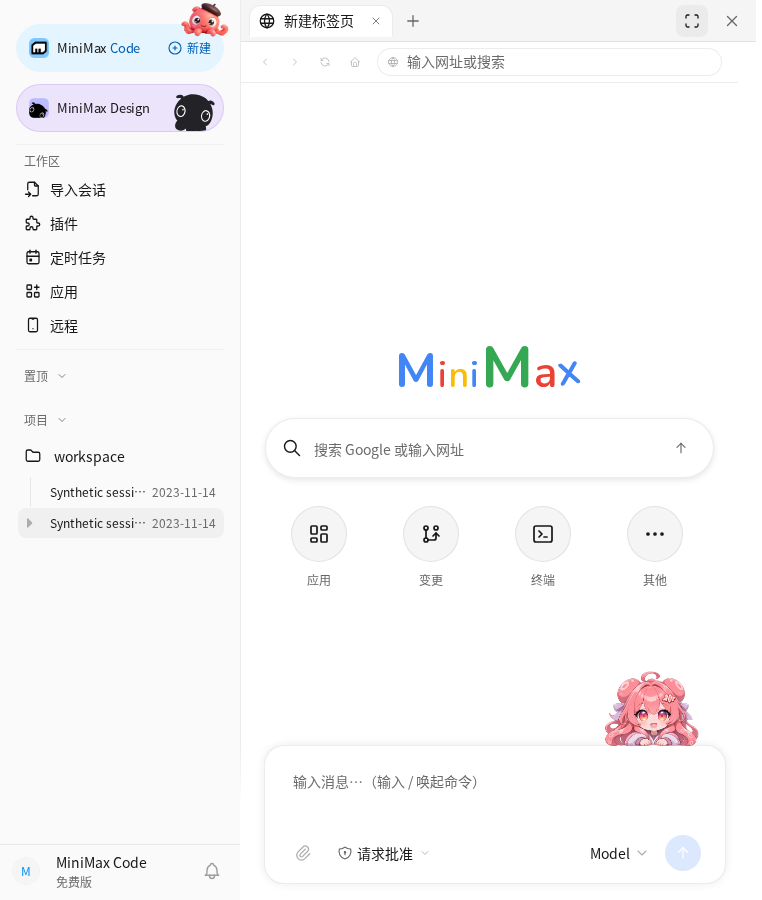 MiniMax Code
新建
MiniMax Design
工作区
导入会话
插件
定时任务
应用
远程
置顶
项目
workspace
Synthetic sessi··· 2023-11-14
Synthetic sessi··· 2023-11-14
M
MiniMax Code
免费版
新建标签页
输入网址或搜索
MiniMax
搜索 Google 或输入网址
应用
变更
终端
其他
输入消息…（输入 / 唤起命令）
请求批准
Model